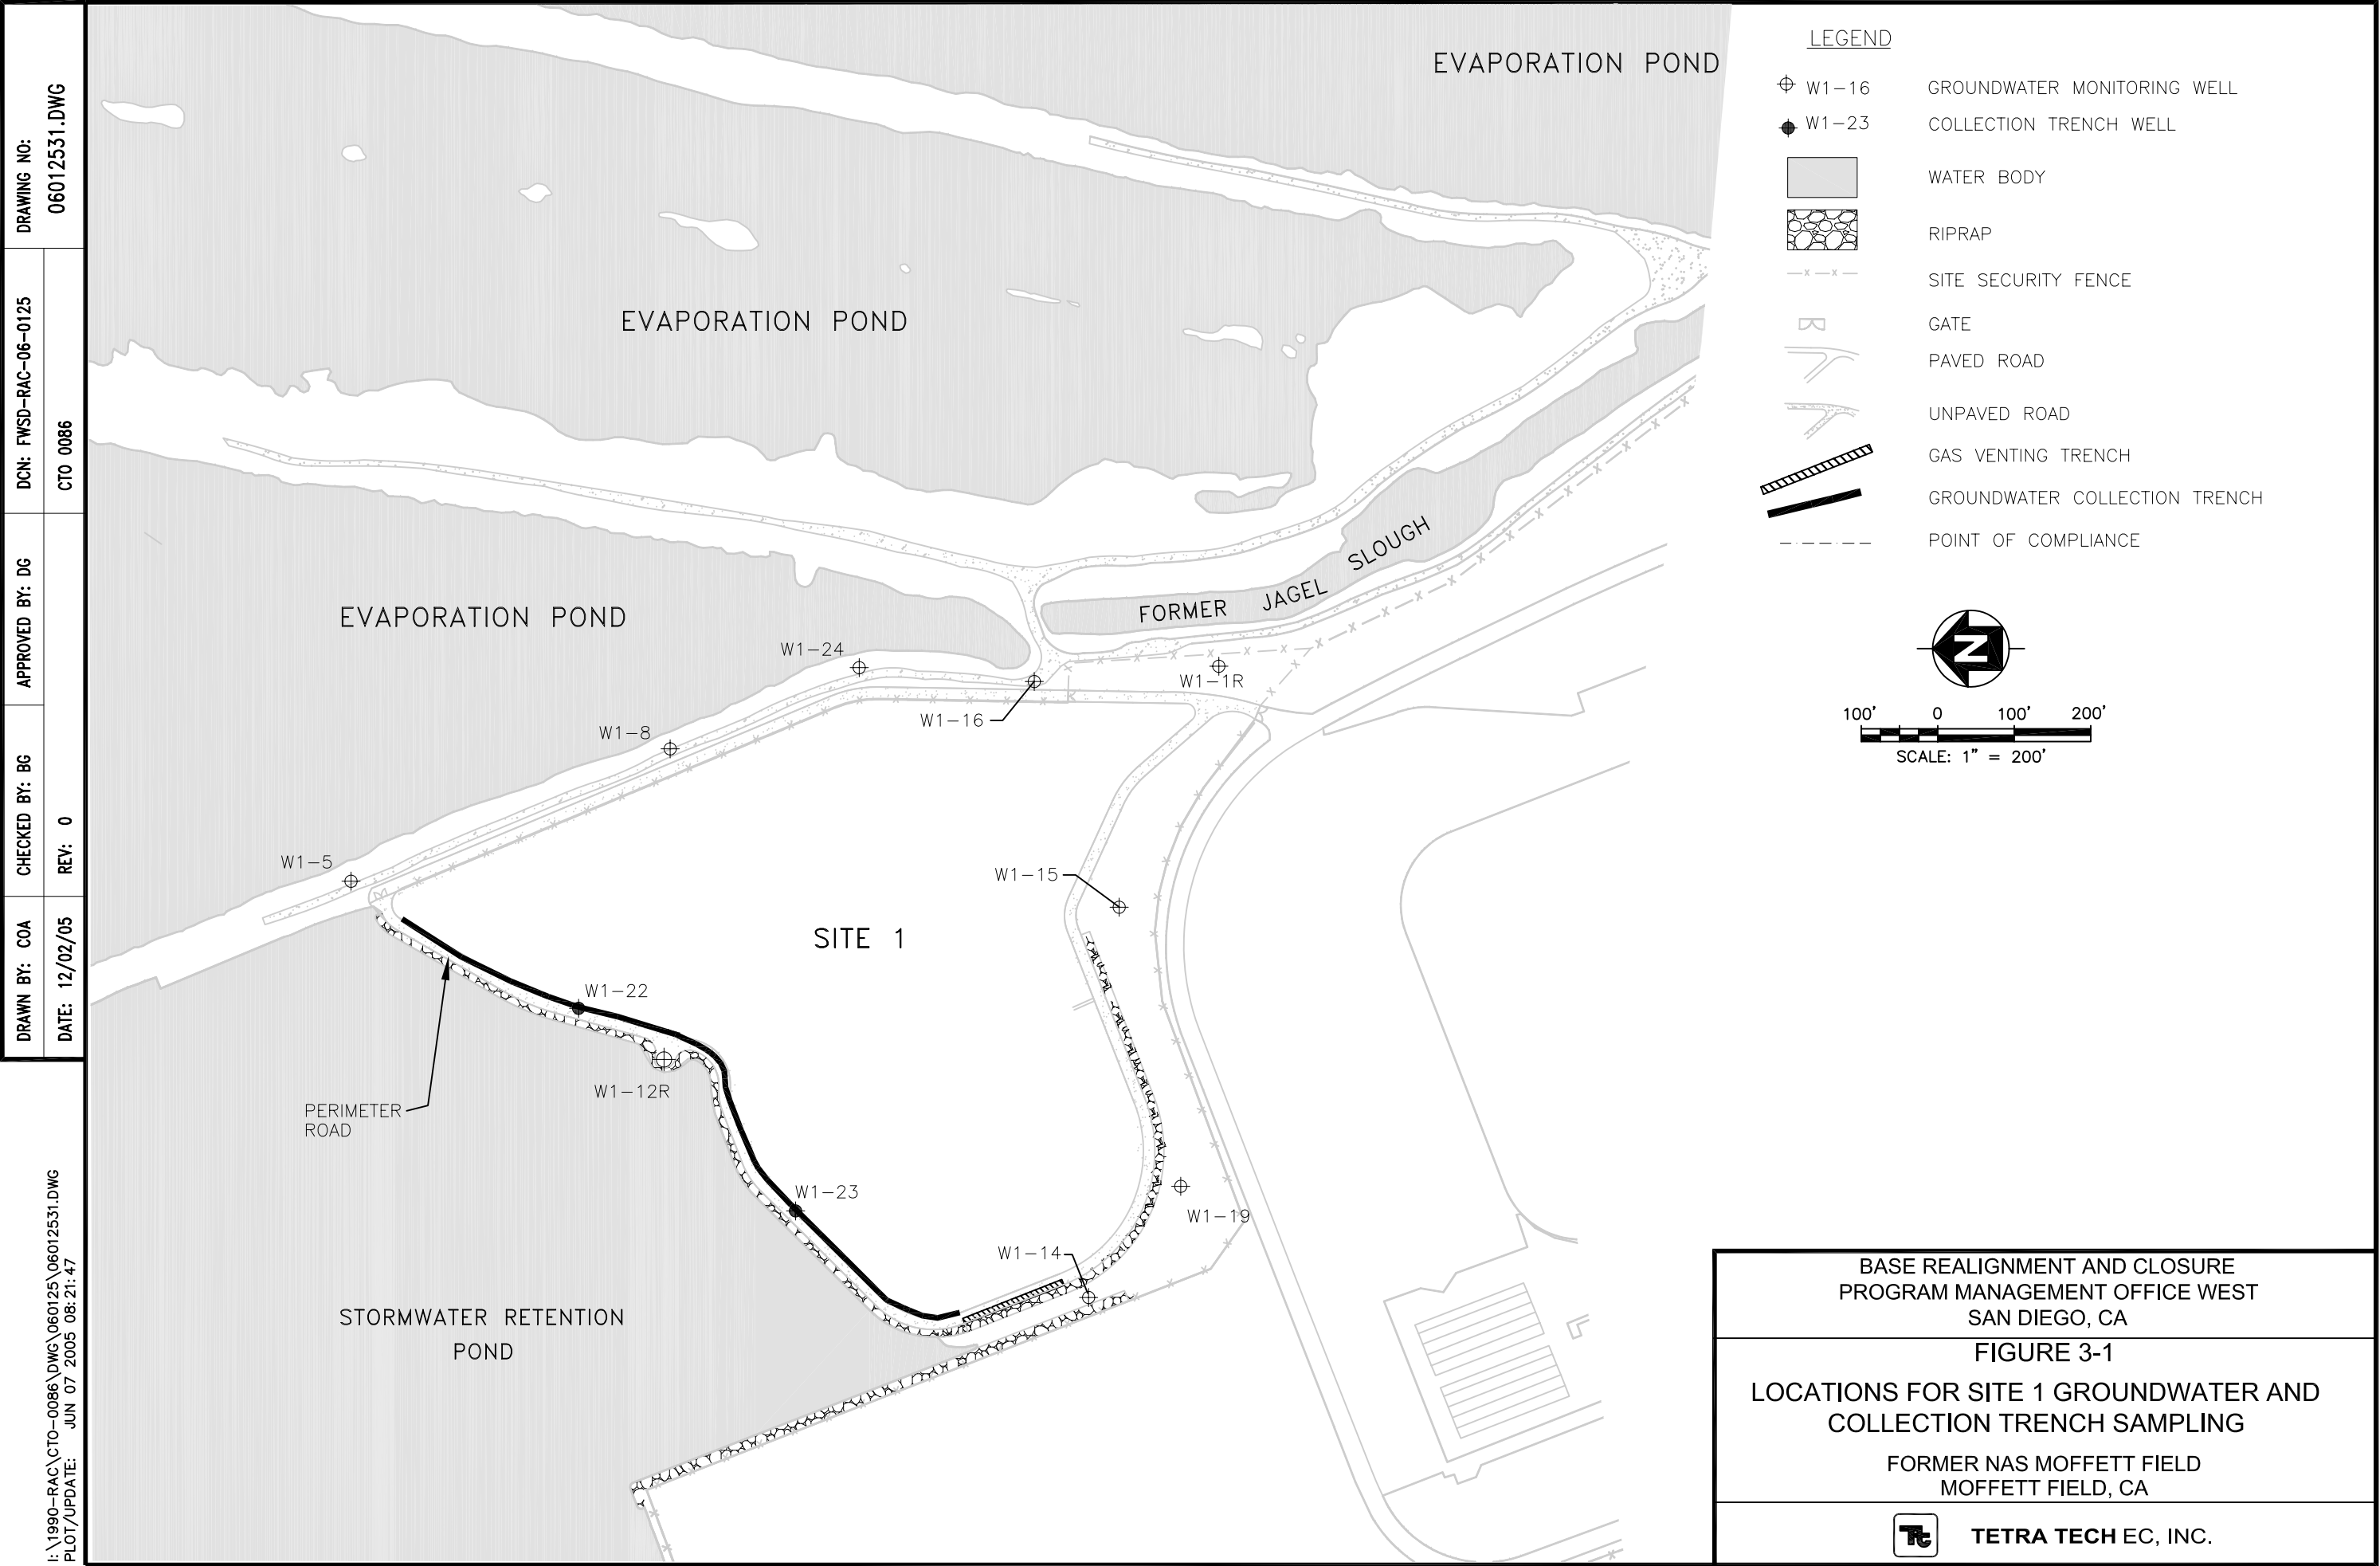 DRAWING NO:
06012531.DWG
DCN: FWSD-RAC-06-0125
CTO 0086
APPROVED BY: DG
CHECKED BY: BG
REV: 0
DRAWN BY: COA
DATE: 12/02/05
I:\1990-RAC\CTO-0086\DWG\060125\06012531.DWG
PLOT/UPDATE: JUN 07 2005 08:21:47
EVAPORATION POND
EVAPORATION POND
EVAPORATION POND
FORMER JAGEL SLOUGH
W1-24
W1-1R
W1-16
W1-8
W1-5
W1-15
SITE 1
W1-22
W1-12R
PERIMETER
ROAD
W1-23
W1-19
W1-14
STORMWATER RETENTION
POND
LEGEND
W1-16 GROUNDWATER MONITORING WELL
W1-23 COLLECTION TRENCH WELL
WATER BODY
RIPRAP
SITE SECURITY FENCE
GATE
PAVED ROAD
UNPAVED ROAD
GAS VENTING TRENCH
GROUNDWATER COLLECTION TRENCH
POINT OF COMPLIANCE
N
100' 0 100' 200'
SCALE: 1" = 200'
BASE REALIGNMENT AND CLOSURE
PROGRAM MANAGEMENT OFFICE WEST
SAN DIEGO, CA
FIGURE 3-1
LOCATIONS FOR SITE 1 GROUNDWATER AND
COLLECTION TRENCH SAMPLING
FORMER NAS MOFFETT FIELD
MOFFETT FIELD, CA
TETRA TECH EC, INC.